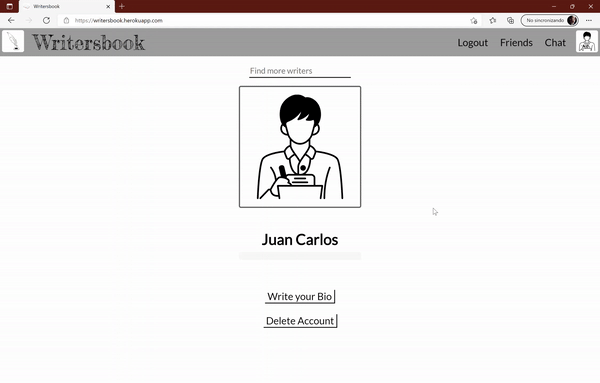 Writersbook
https://writersbook.herokuapp.com
No sincronizando
Writersbook
Logout Friends Chat
Find more writers
Juan Carlos
Write your Bio
Delete Account